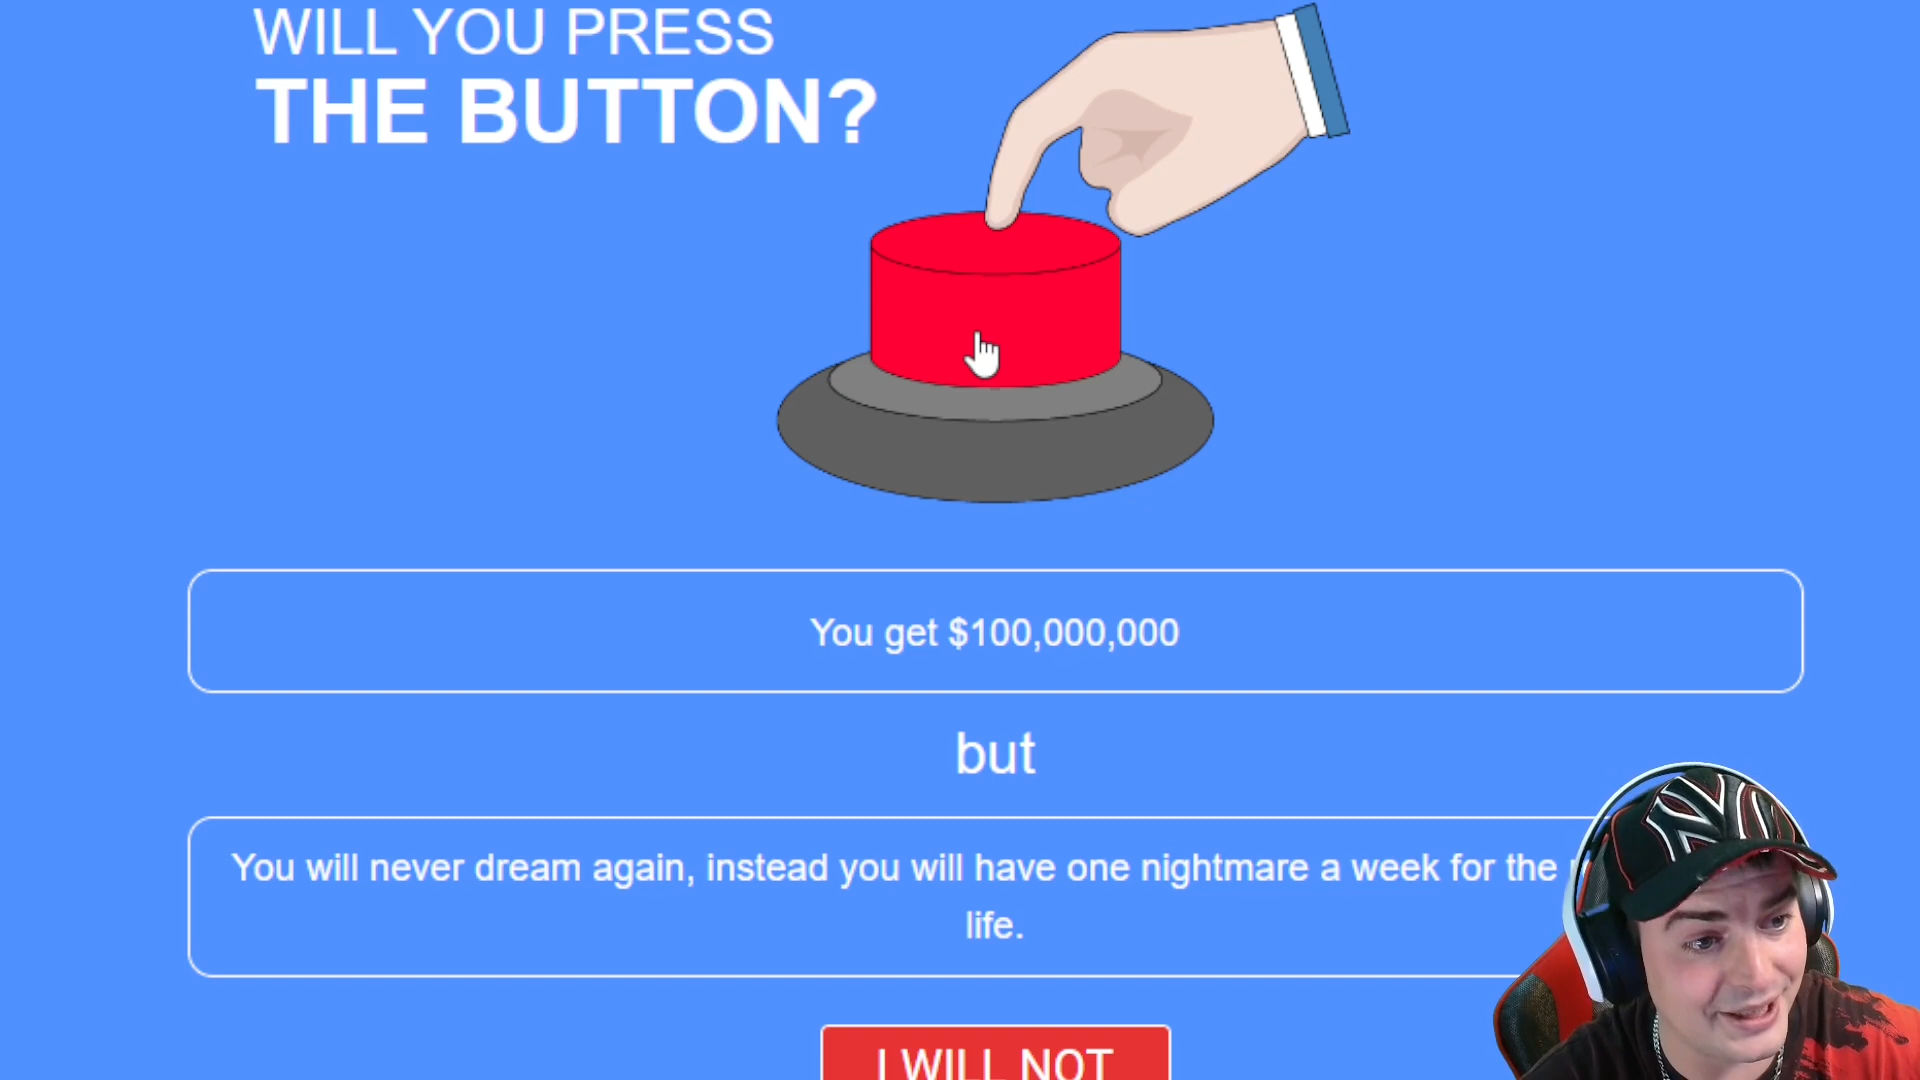 WILL YOU PRESS
THE BUTTON?
You get $100,000,000
but
You will never dream again, instead you will have one nightmare a week for the
life.
I WILL NOT